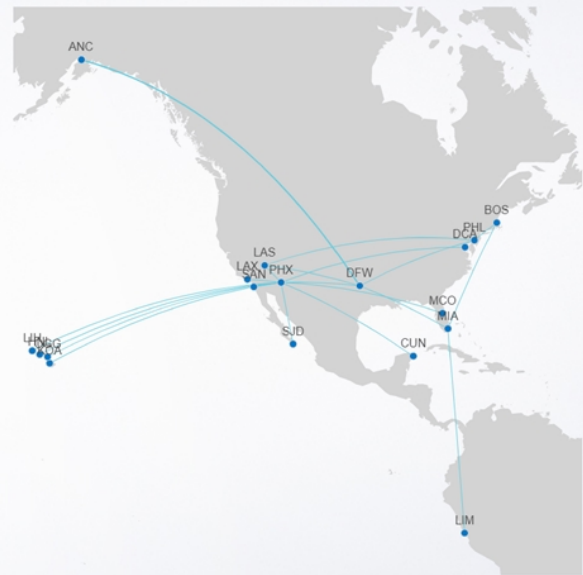 ANC
BOS
PHL
DCA
LAS
LAX
PHX
SAN
DFW
MCO
MIA
LIH
OGG
KOA
SJD
CUN
LIM